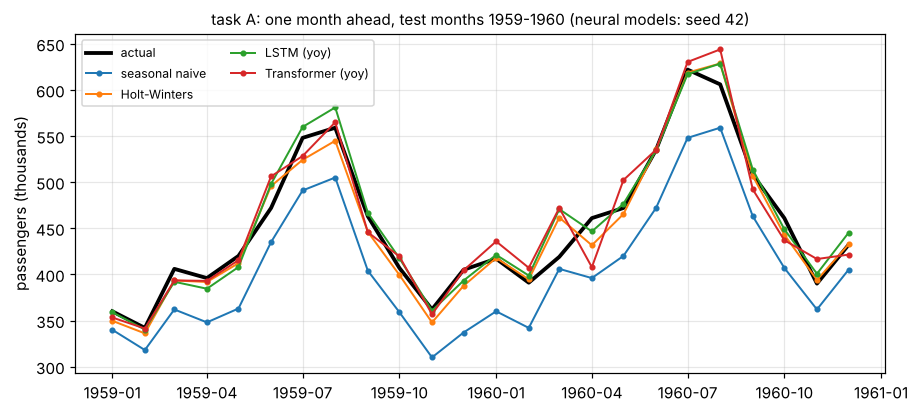 task A: one month ahead, test months 1959-1960 (neural models: seed 42)
actual
seasonal naive
Holt-Winters
LSTM (yoy)
Transformer (yoy)
passengers (thousands)
650
600
550
500
450
400
350
300
1959-01
1959-04
1959-07
1959-10
1960-01
1960-04
1960-07
1960-10
1961-01